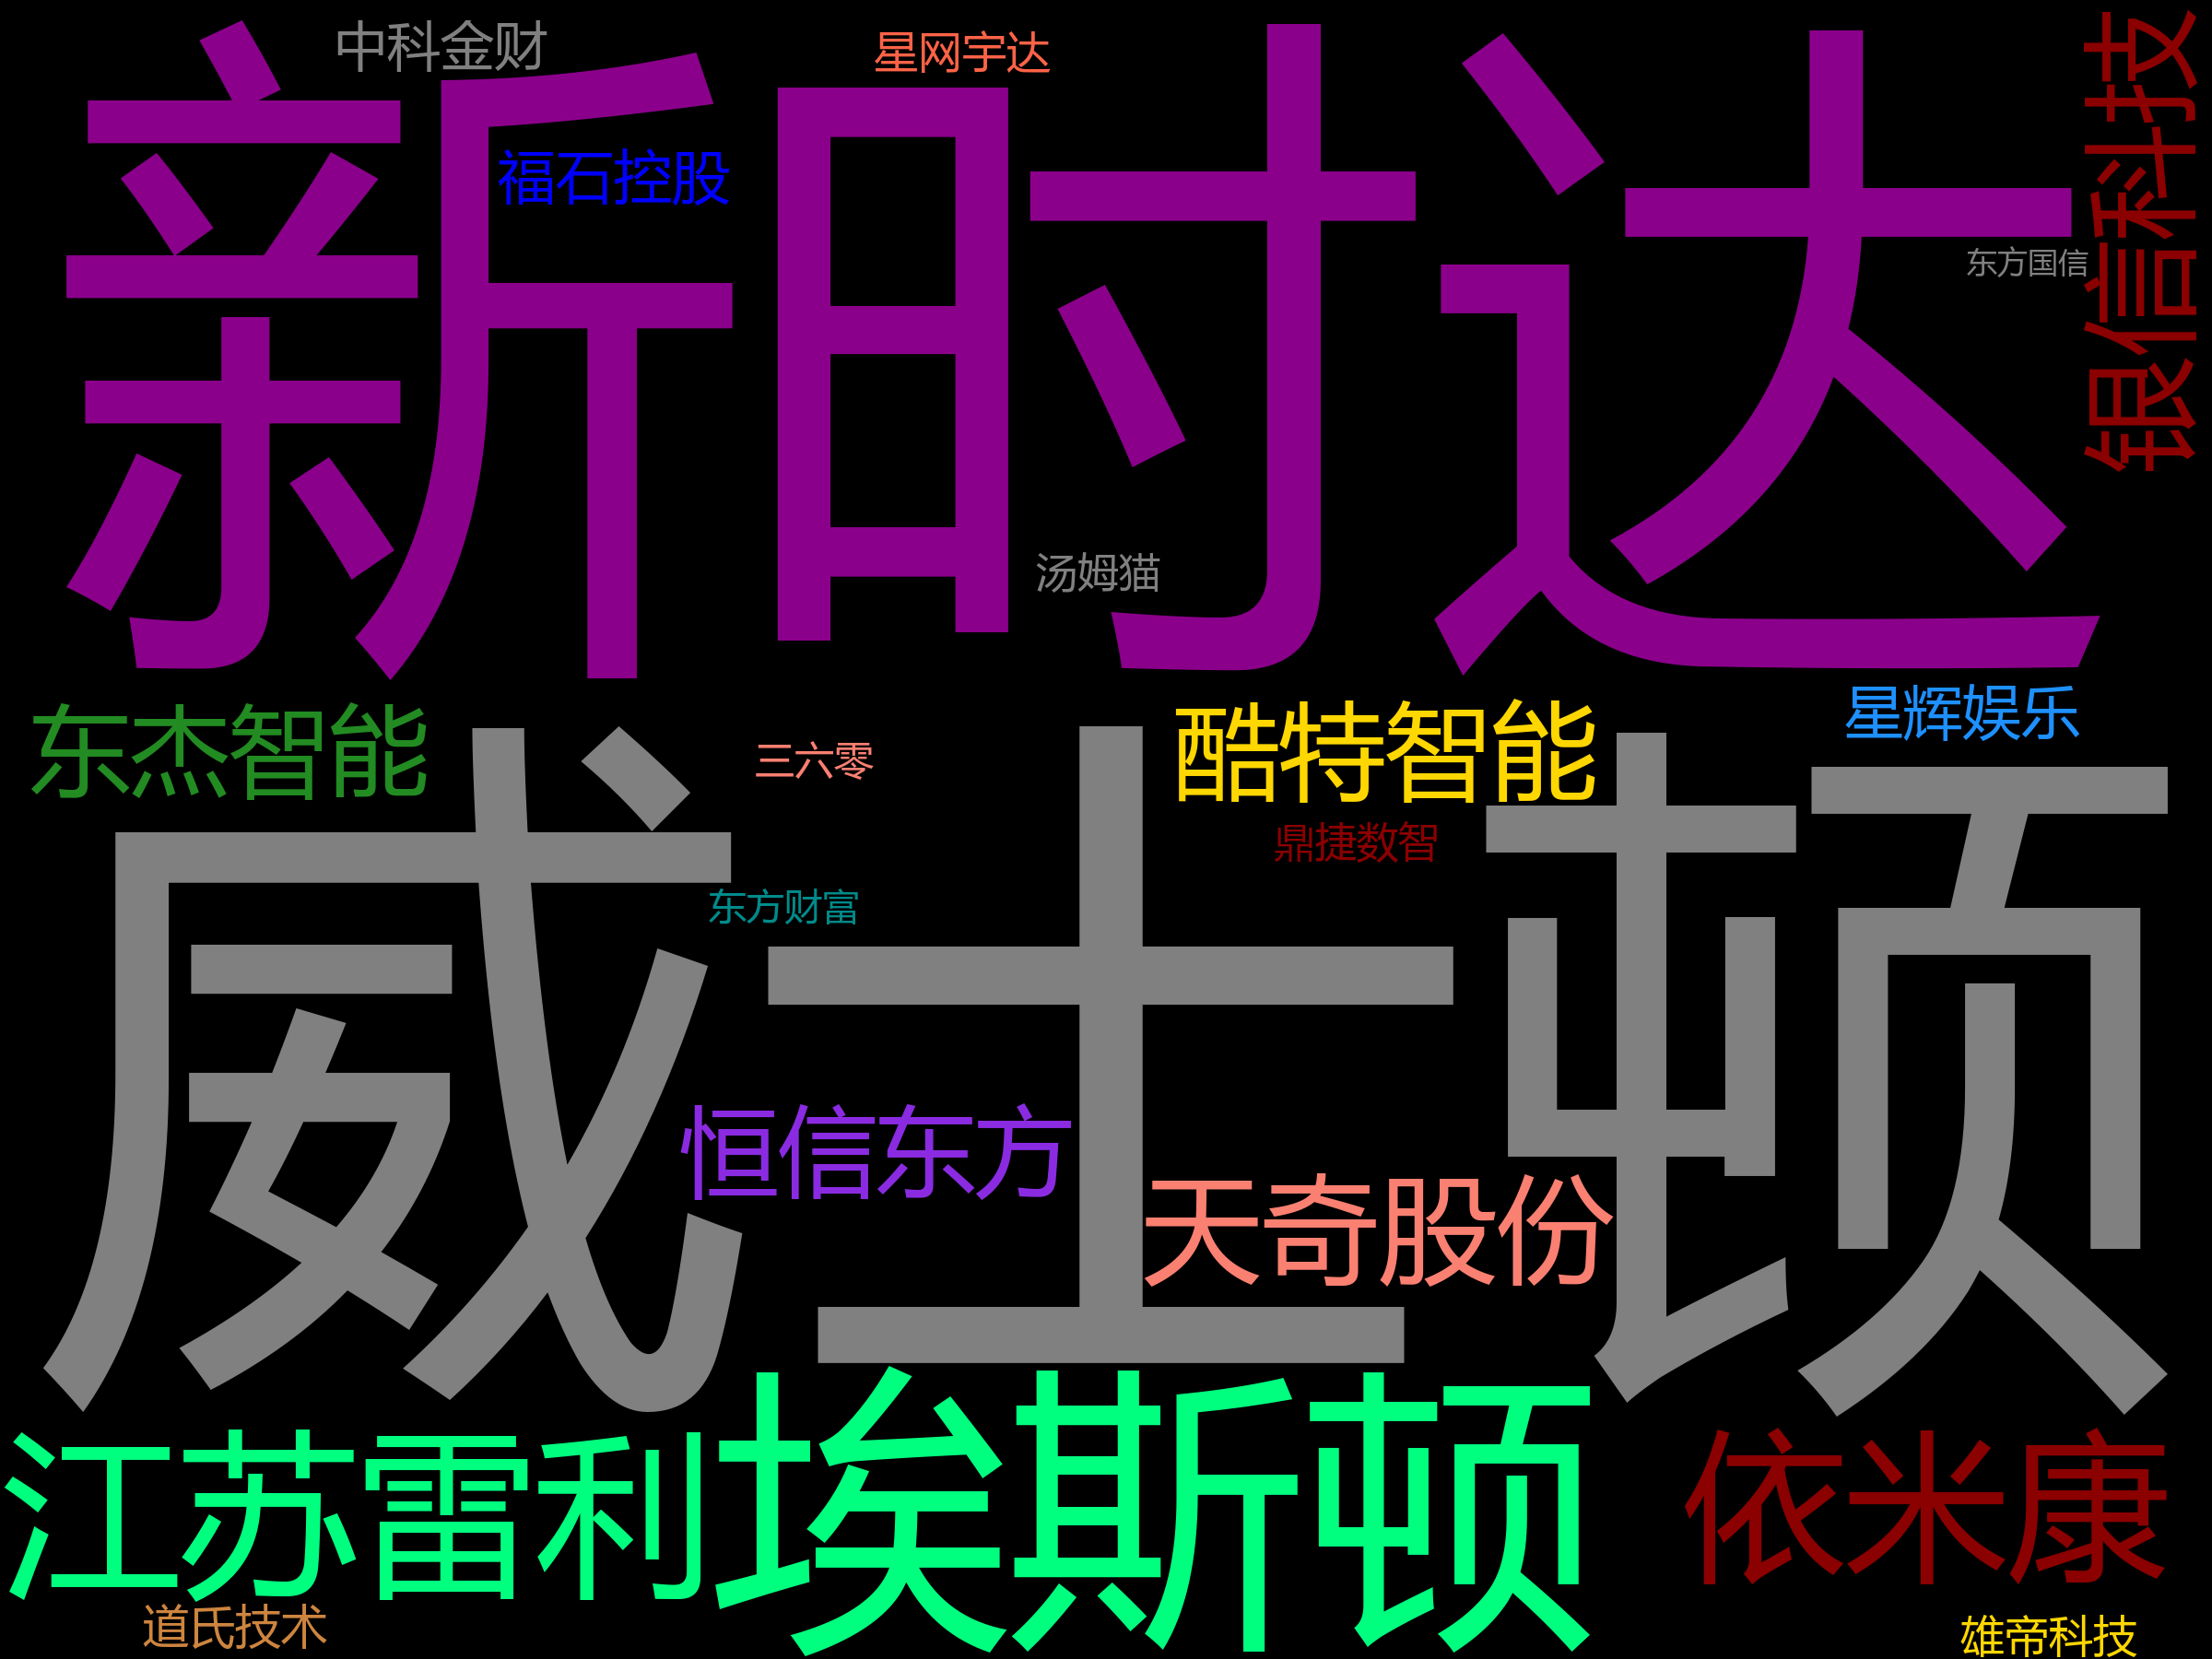 中科金财
星网宇达
银信科技
新时达
福石控股
东方国信
汤姆猫
星辉娱乐
东杰智能
酷特智能
三六零
鼎捷数智
东方财富
威士顿
恒信东方
天奇股份
江苏雷利
埃斯顿
依米康
道氏技术
雄帝科技